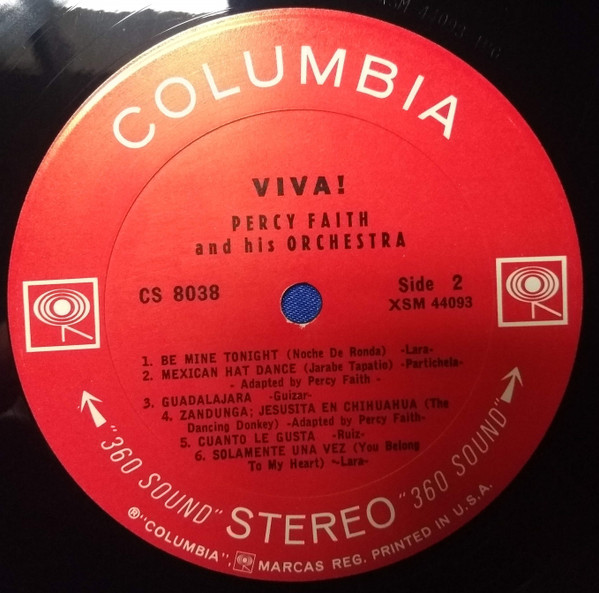 COLUMBIA
VIVA!
PERCY FAITH
and his ORCHESTRA
CS 8038
Side 2
XSM 44093
1. BE MINE TONIGHT (Noche De Ronda) -Lara-
2. MEXICAN HAT DANCE (Jarabe Tapatio) -Partichela-
- Adapted by Percy Faith -
3. GUADALAJARA -Guizar-
4. ZANDUNGA; JESUSITA EN CHIHUAHUA (The
Dancing Donkey) -Adapted by Percy Faith-
5. CUANTO LE GUSTA -Ruiz-
6. SOLAMENTE UNA VEZ (You Belong
To My Heart) -Lara-
"360 SOUND" STEREO "360 SOUND"
® "COLUMBIA", MARCAS REG. PRINTED IN U.S.A.